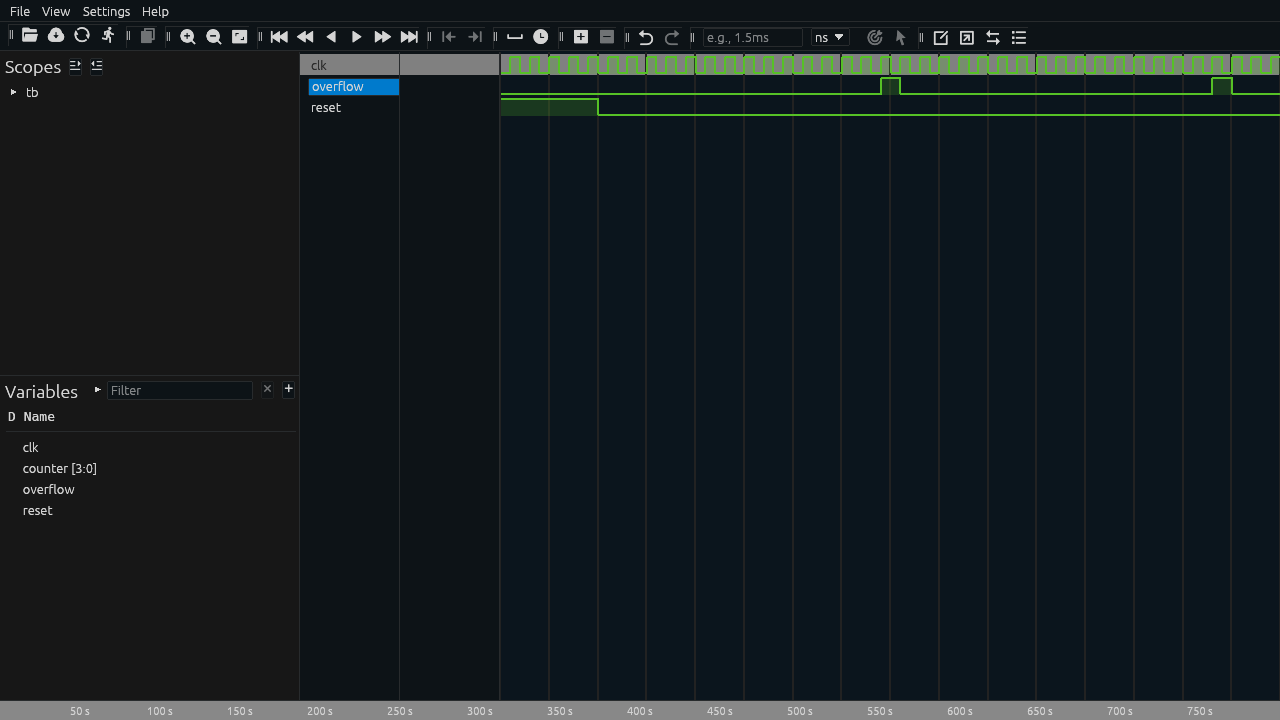 File View Settings Help
e.g., 1.5ms ns
Scopes
tb
clk
overflow
reset
Variables Filter
D Name
clk
counter [3:0]
overflow
reset
50 s 100 s 150 s 200 s 250 s 300 s 350 s 400 s 450 s 500 s 550 s 600 s 650 s 700 s 750 s